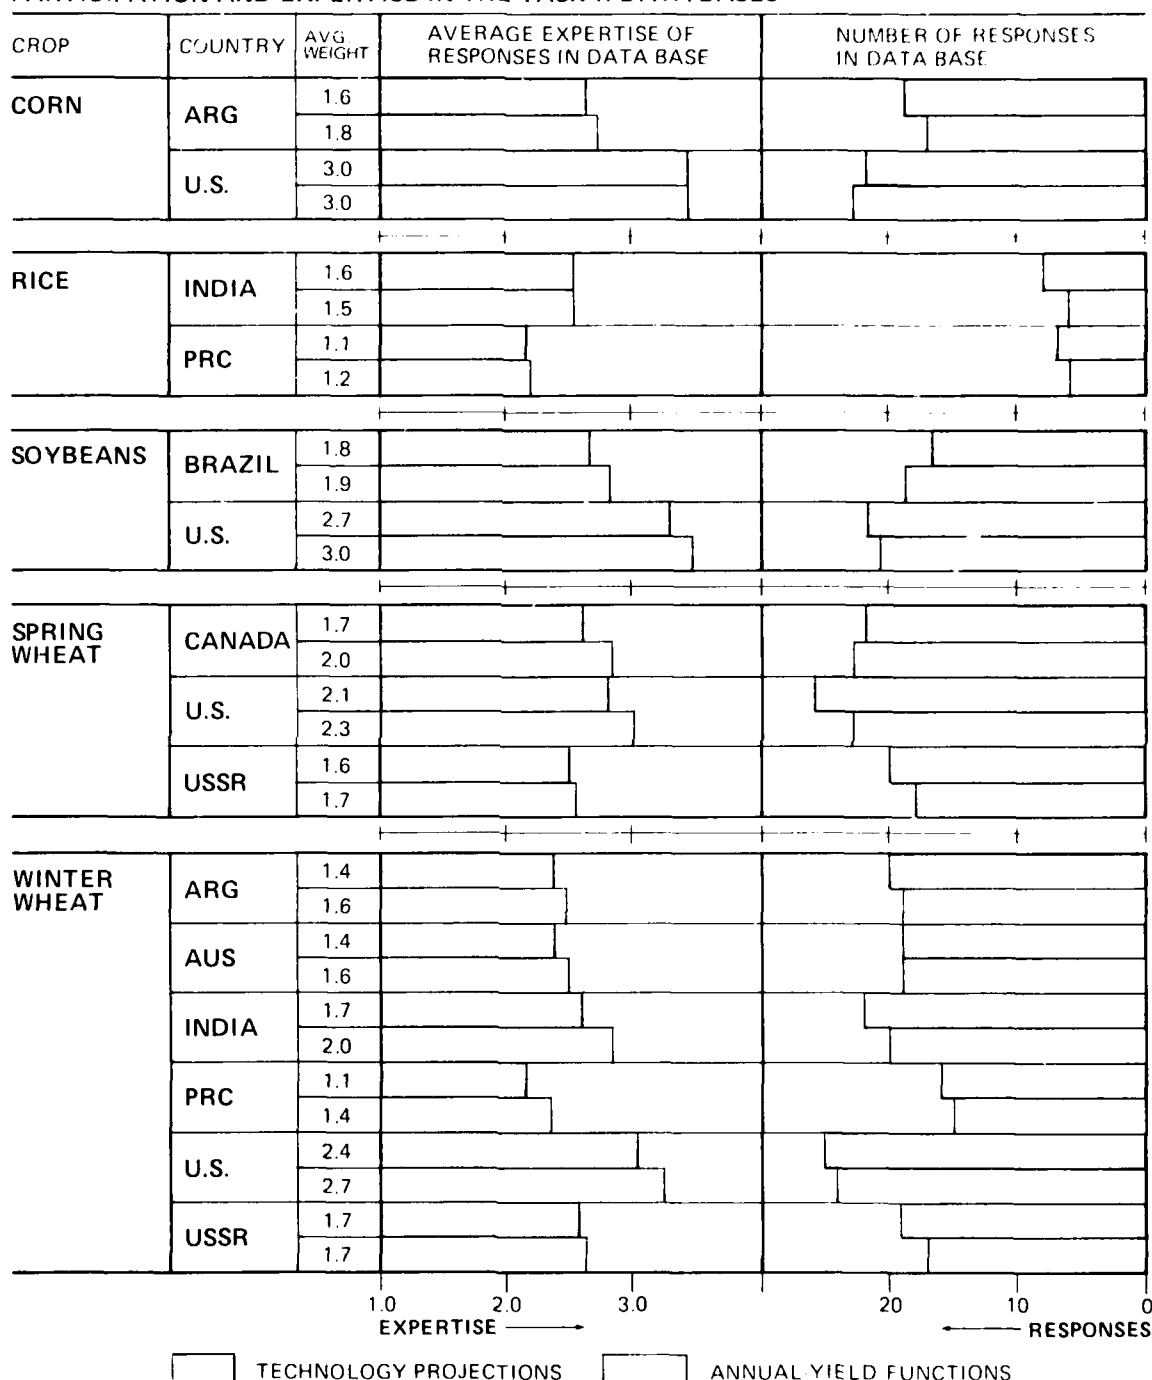 CROP COUNTRY AVG WEIGHT AVERAGE EXPERTISE OF RESPONSES IN DATA BASE NUMBER OF RESPONSES IN DATA BASE
CORN ARG 1.6
1.8
U.S. 3.0
3.0
RICE INDIA 1.6
1.5
PRC 1.1
1.2
SOYBEANS BRAZIL 1.8
1.9
U.S. 2.7
3.0
SPRING WHEAT CANADA 1.7
2.0
U.S. 2.1
2.3
USSR 1.6
1.7
WINTER WHEAT ARG 1.4
1.6
AUS 1.4
1.6
INDIA 1.7
2.0
PRC 1.1
1.4
U.S. 2.4
2.7
USSR 1.7
1.7
1.0 2.0 3.0 20 10 0
EXPERTISE RESPONSES
TECHNOLOGY PROJECTIONS ANNUAL-YIELD FUNCTIONS